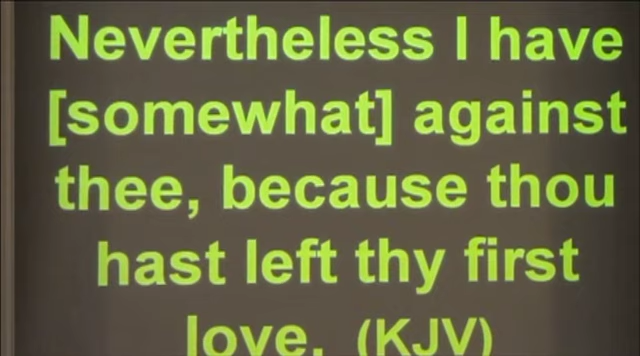 Nevertheless I have
[somewhat] against
thee, because thou
hast left thy first
love. (KJV)